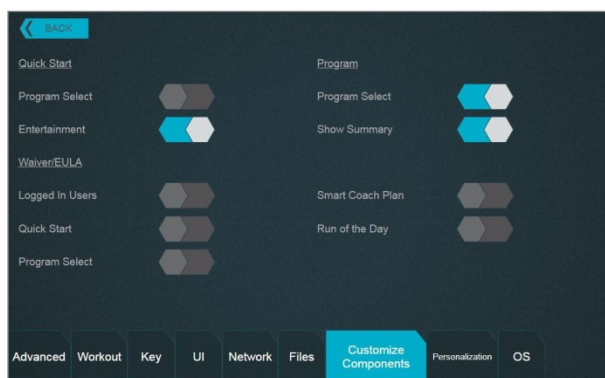 BACK
Quick Start
Program
Program Select
Program Select
Entertainment
Show Summary
Waiver/EULA
Logged In Users
Smart Coach Plan
Quick Start
Run of the Day
Program Select
Advanced Workout Key UI Network Files Customize Components Personalization OS